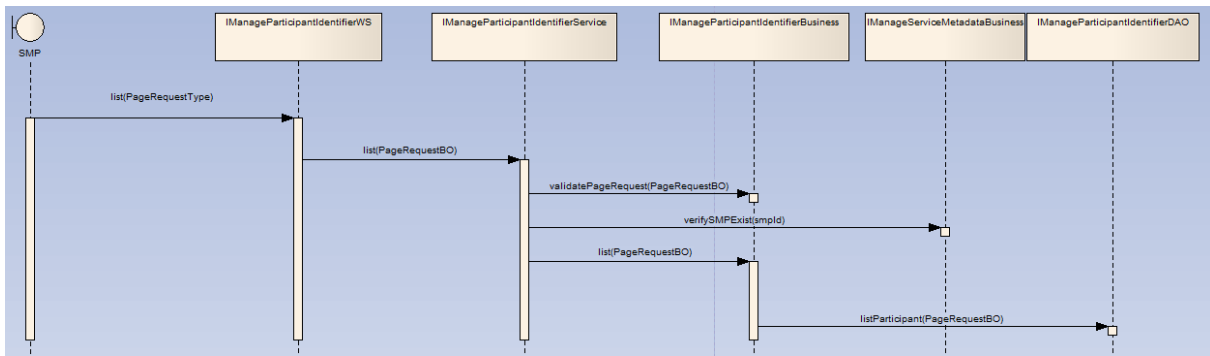 SMP
IManageParticipantIdentifierWS
IManageParticipantIdentifierService
IManageParticipantIdentifierBusiness
IManageServiceMetadataBusiness
IManageParticipantIdentifierDAO
list(PageRequestType)
list(PageRequestBO)
validatePageRequest(PageRequestBO)
verifySMPExist(smpId)
list(PageRequestBO)
listParticipant(PageRequestBO)